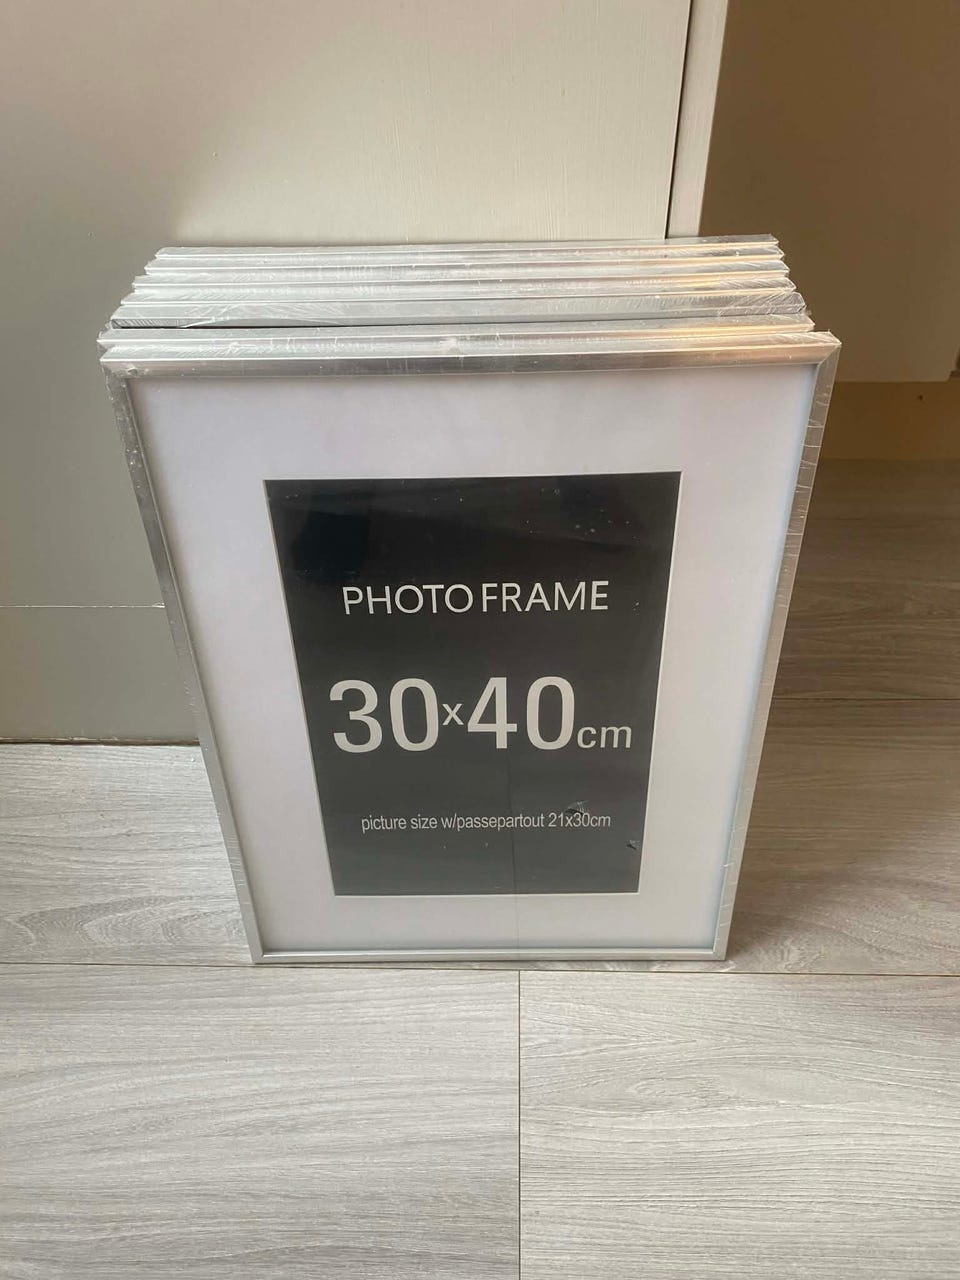 PHOTO FRAME
30x40cm
picture size w/passepartout 21x30cm